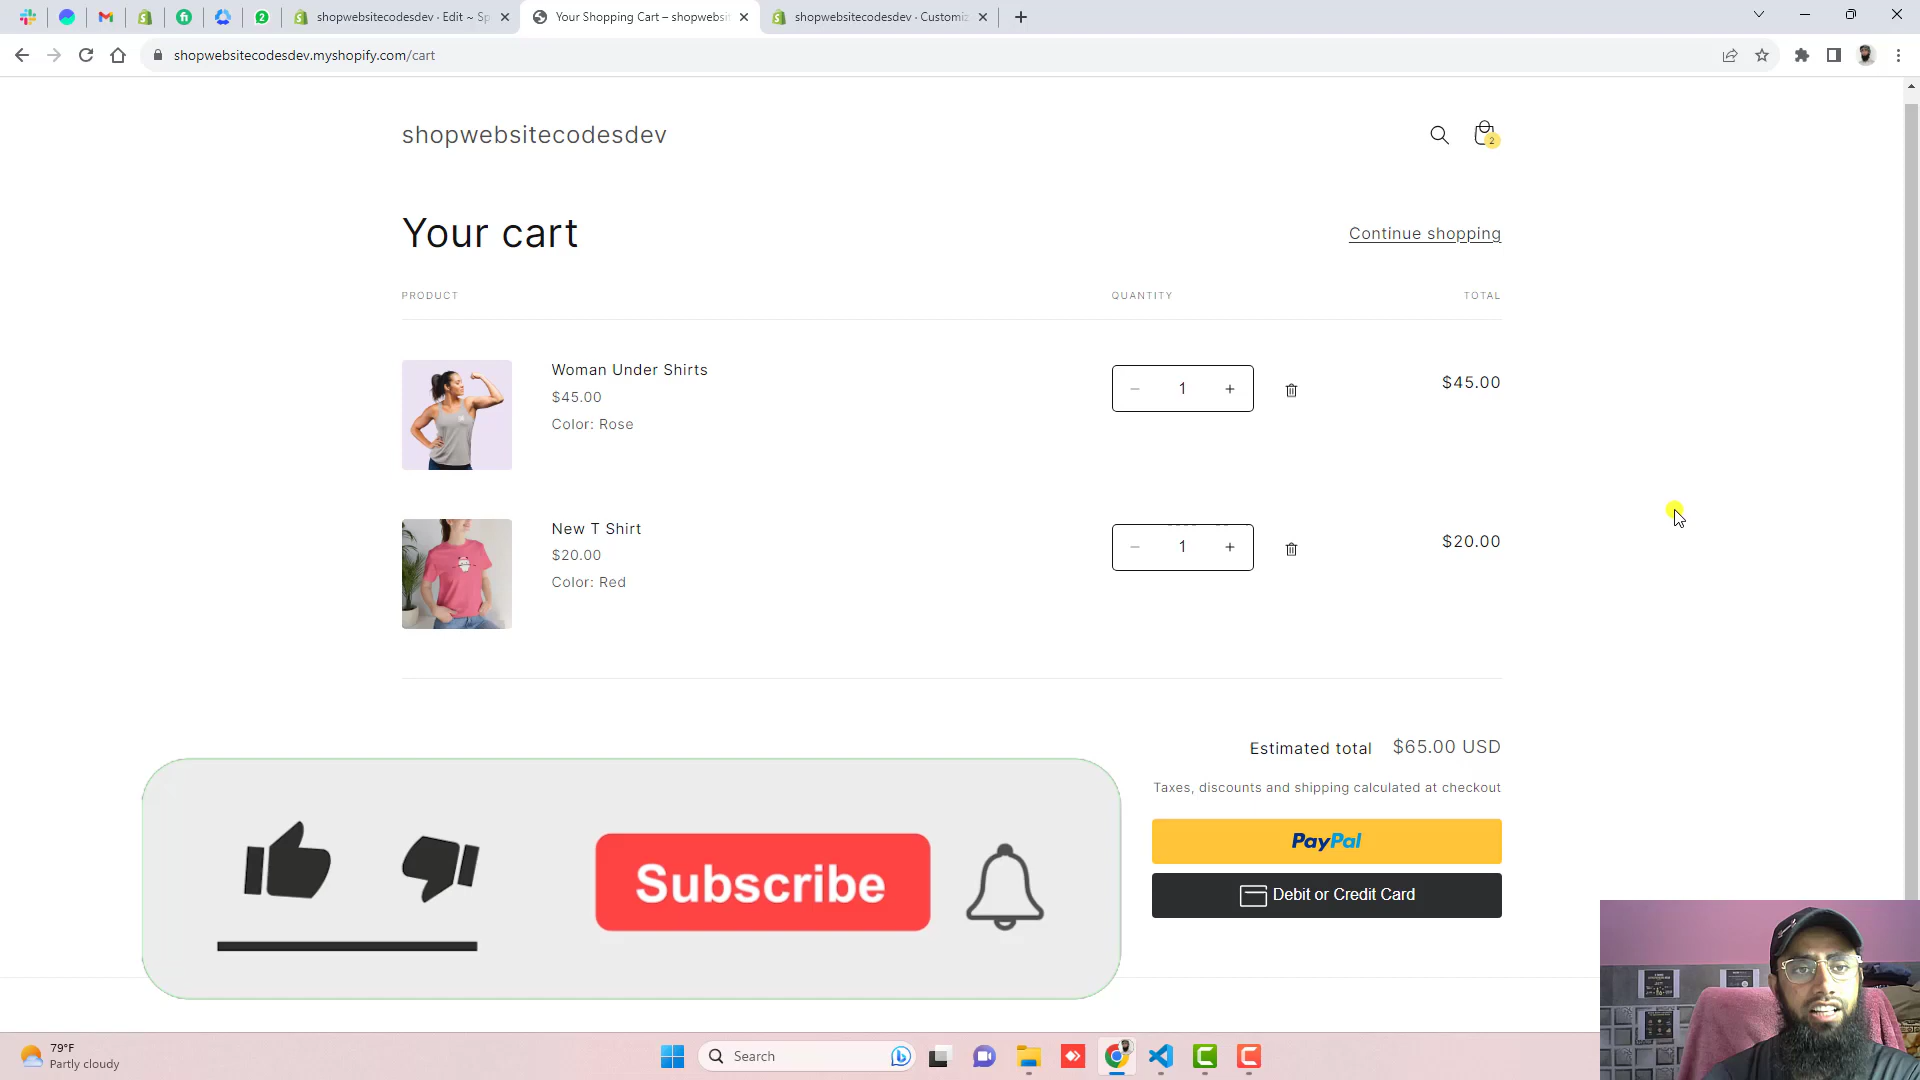 shopwebsitecodesdev · Edit ~ Sp
Your Shopping Cart – shopwebsit
shopwebsitecodesdev · Customiz
shopwebsitecodesdev.myshopify.com/cart
shopwebsitecodesdev
2
Your cart
Continue shopping
PRODUCT QUANTITY TOTAL
Woman Under Shirts
$45.00
Color: Rose
1
$45.00
New T Shirt
$20.00
Color: Red
1
$20.00
Estimated total $65.00 USD
Taxes, discounts and shipping calculated at checkout
PayPal
Debit or Credit Card
Subscribe
79°F
Partly cloudy
Search